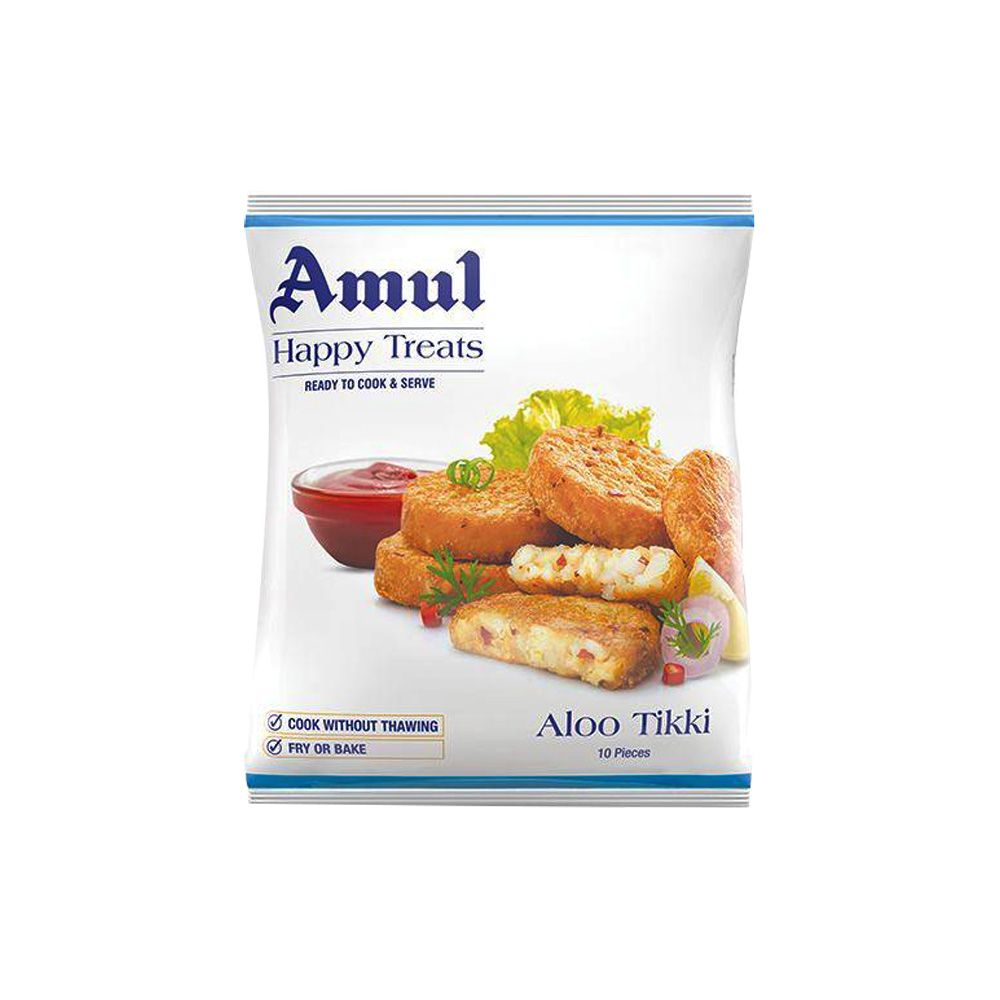 Amul
Happy Treats
READY TO COOK & SERVE
COOK WITHOUT THAWING
FRY OR BAKE
Aloo Tikki
10 Pieces